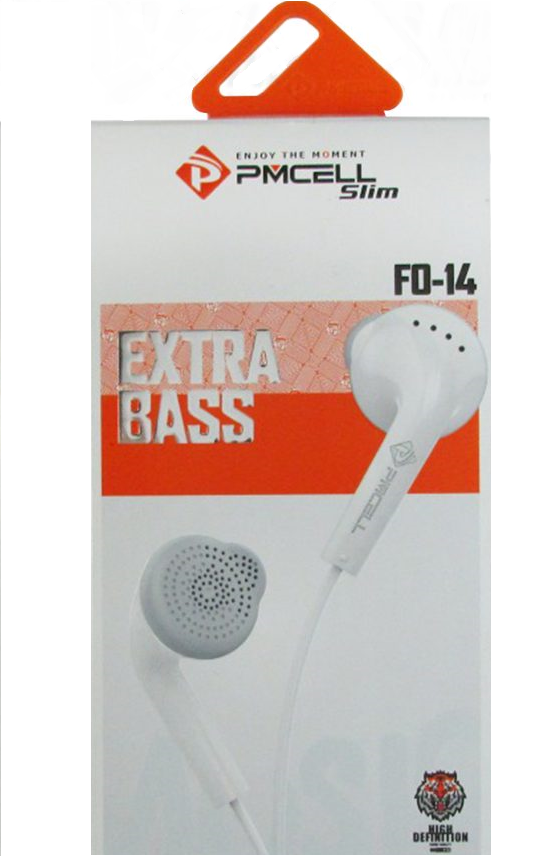 ENJOY THE MOMENT
PMCELL
Slim
FO-14
EXTRA
BASS
PMCELL
HIGH
DEFINITION